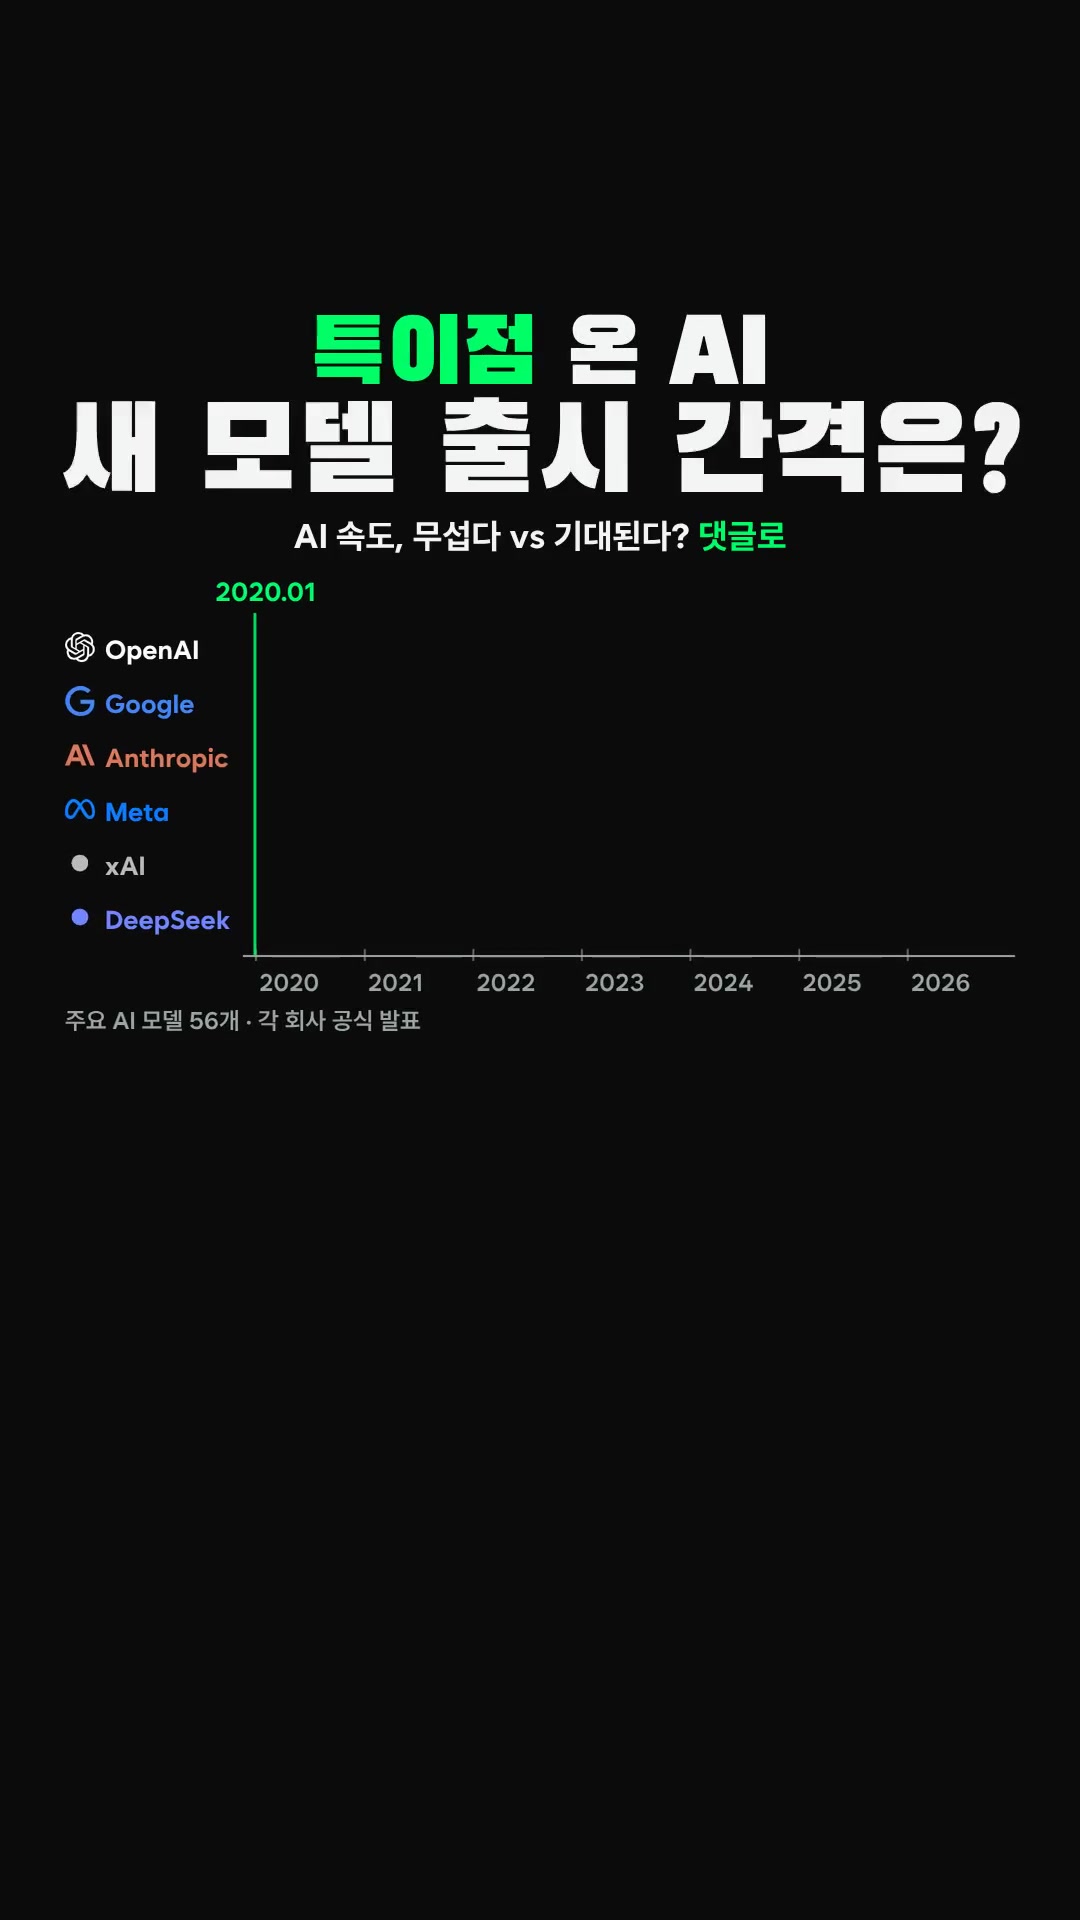 특이점 온 AI
새 모델 출시 간격은?
AI 속도, 무섭다 vs 기대된다? 댓글로
2020.01
OpenAI
Google
Anthropic
Meta
xAI
DeepSeek
2020 2021 2022 2023 2024 2025 2026
주요 AI 모델 56개 · 각 회사 공식 발표